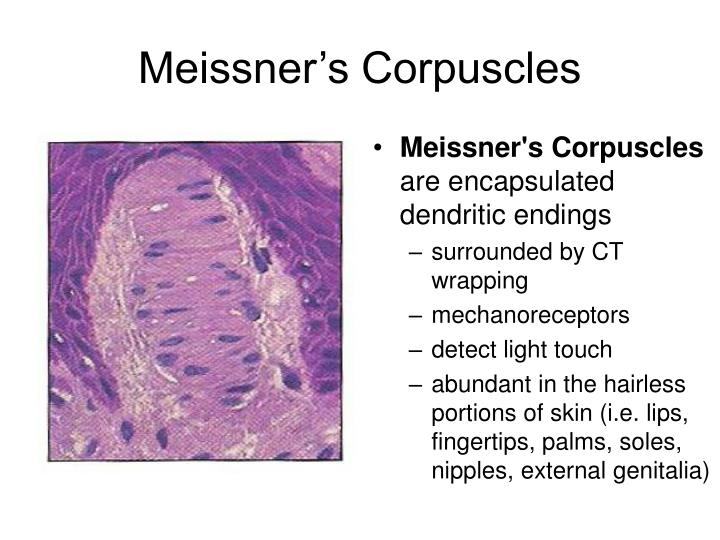 Meissner’s Corpuscles
• Meissner's Corpuscles
are encapsulated
dendritic endings
– surrounded by CT
wrapping
– mechanoreceptors
– detect light touch
– abundant in the hairless
portions of skin (i.e. lips,
fingertips, palms, soles,
nipples, external genitalia)